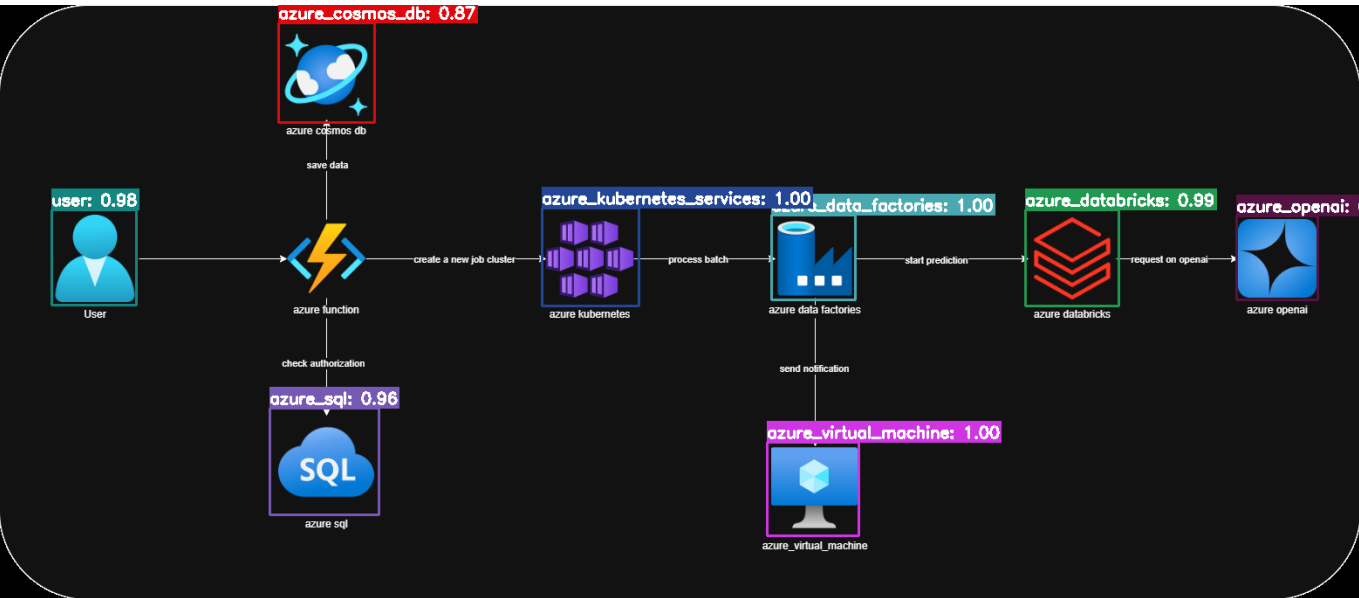 azure_cosmos_db: 0.87
azure cosmos db
save data
user: 0.98
User
azure function
check authorization
azure_sql: 0.96
SQL
azure sql
create a new job cluster
azure_kubernetes_services: 1.00
azure kubernetes
process batch
azure_data_factories: 1.00
azure data factories
send notification
azure_virtual_machine: 1.00
azure_virtual_machine
start prediction
azure_databricks: 0.99
azure databricks
request on openai
azure_openai:
azure openai